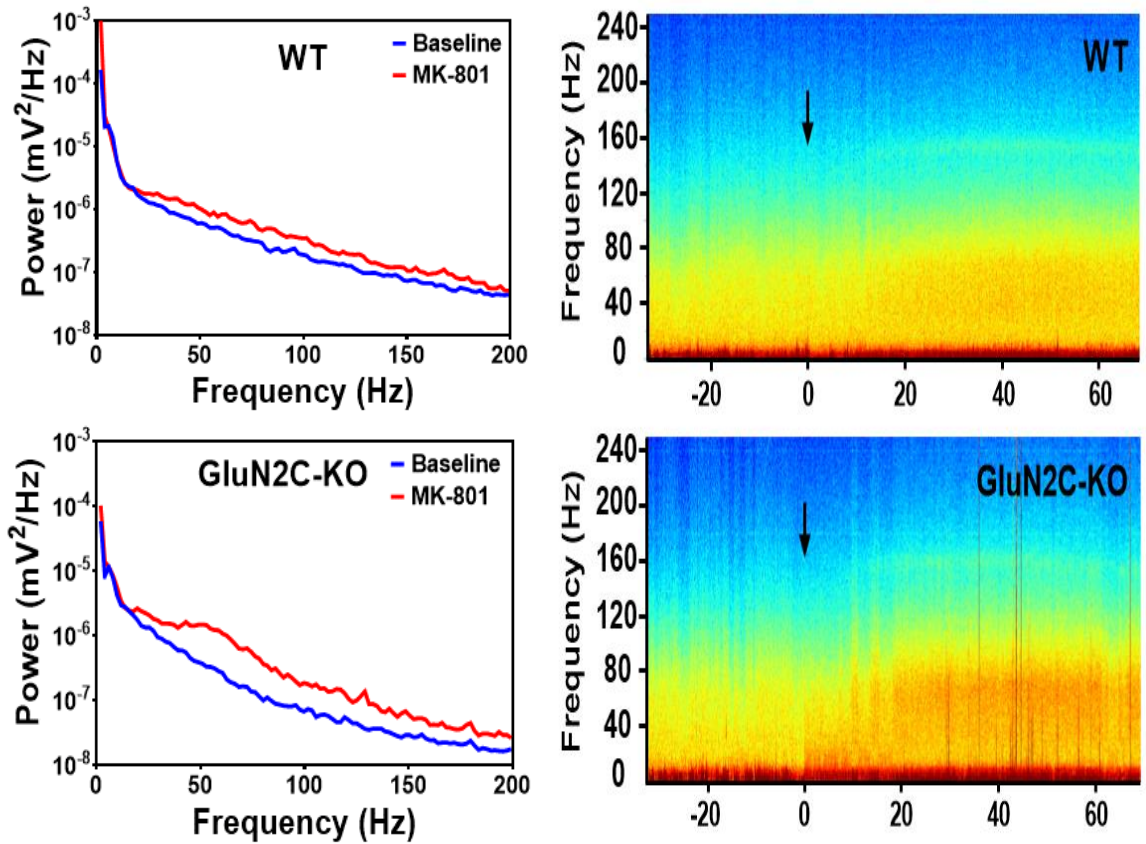 WT
Baseline
MK-801
Power (mV²/Hz)
10⁻³
10⁻⁴
10⁻⁵
10⁻⁶
10⁻⁷
10⁻⁸
0 50 100 150 200
Frequency (Hz)
WT
Frequency (Hz)
240
200
160
120
80
40
0
-20 0 20 40 60
GluN2C-KO
Baseline
MK-801
Power (mV²/Hz)
10⁻³
10⁻⁴
10⁻⁵
10⁻⁶
10⁻⁷
10⁻⁸
0 50 100 150 200
Frequency (Hz)
GluN2C-KO
Frequency (Hz)
240
200
160
120
80
40
0
-20 0 20 40 60